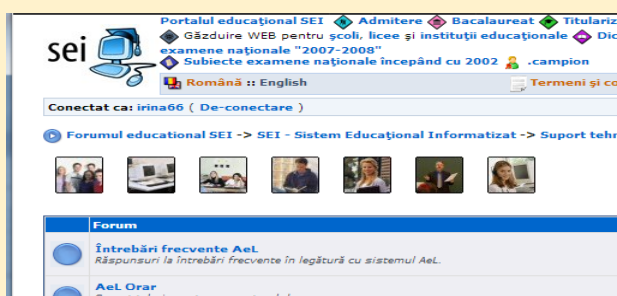 Portalul educaţional SEI Admitere Bacalaureat
sei
Găzduire WEB pentru şcoli, licee şi instituţii educaţionale
examene naţionale "2007-2008"
Subiecte examene naţionale începând cu 2002 .campion
Română :: English Termeni şi
Conectat ca: irina66 ( De-conectare )
Forumul educational SEI -> SEI - Sistem Educaţional Informatizat -> Suport
Forum
Întrebări frecvente AeL
Răspunsuri la întrebări frecvente în legătură cu sistemul AeL.
AeL Orar